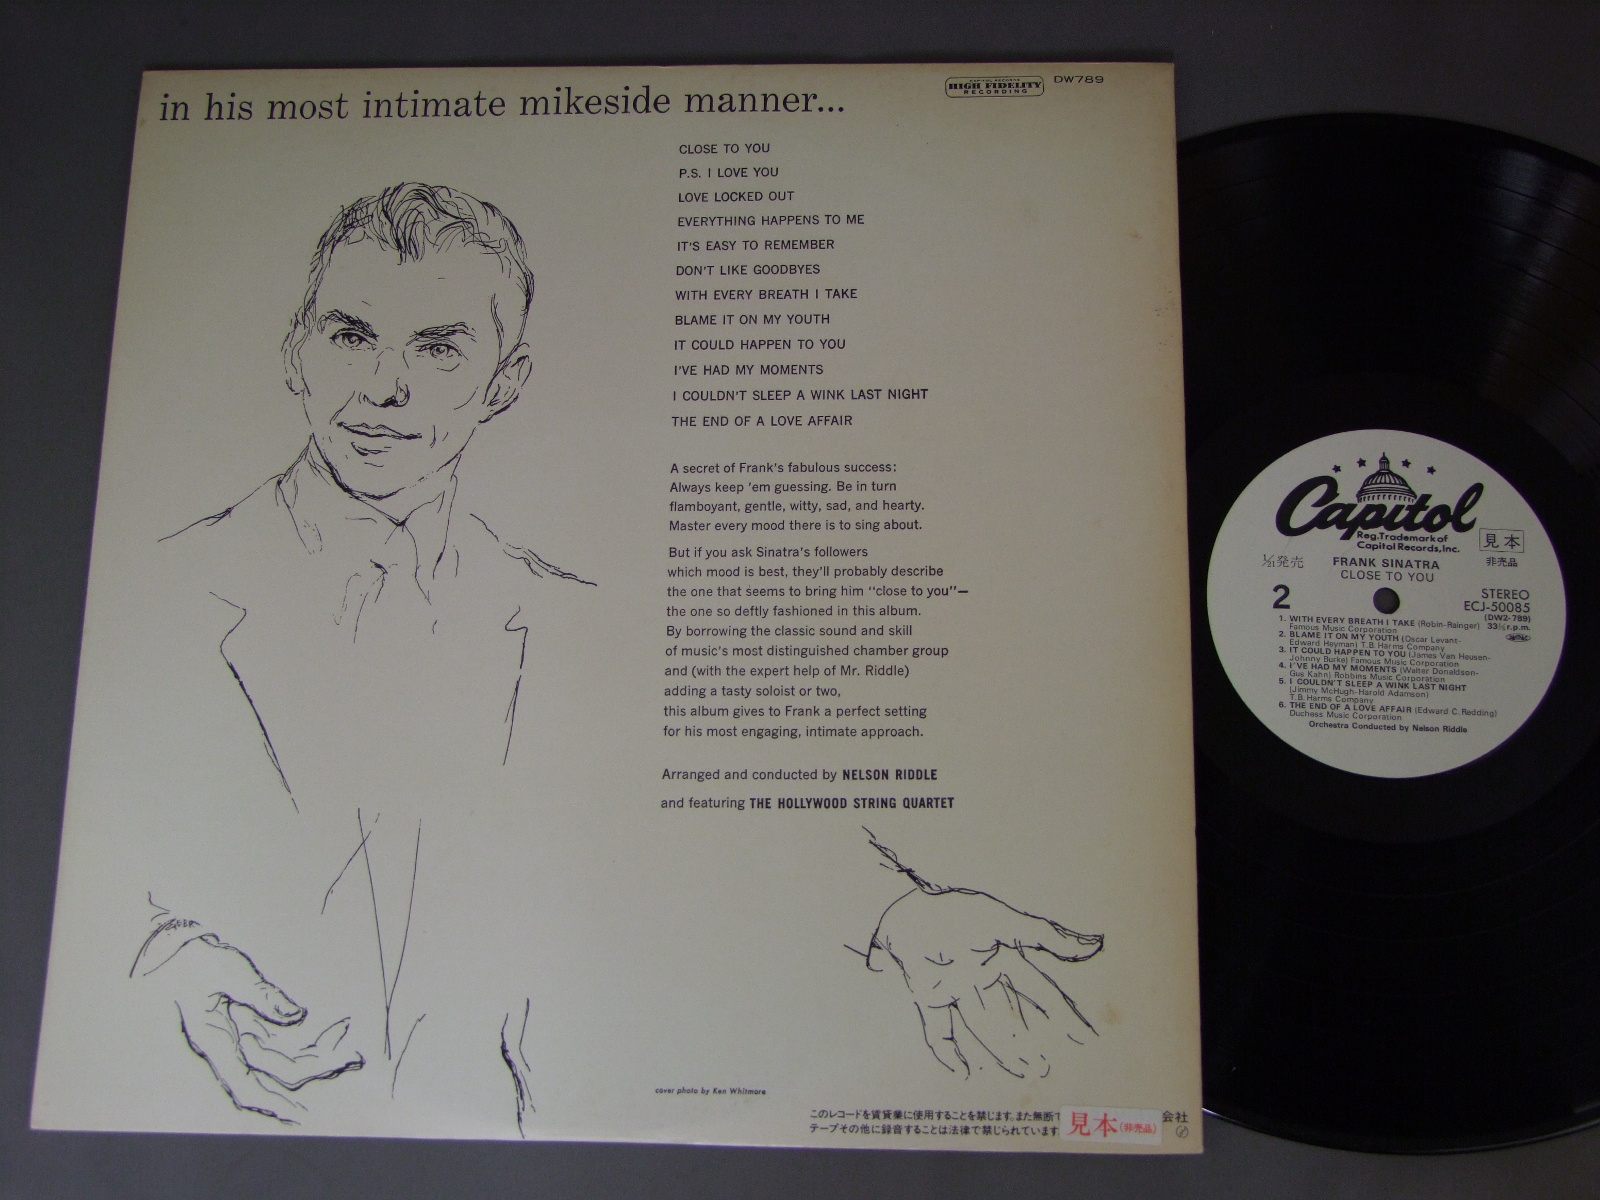 in his most intimate mikeside manner...
CAPITOL RECORDS
HIGH FIDELITY
RECORDING
DW789
CLOSE TO YOU
P.S. I LOVE YOU
LOVE LOCKED OUT
EVERYTHING HAPPENS TO ME
IT'S EASY TO REMEMBER
DON'T LIKE GOODBYES
WITH EVERY BREATH I TAKE
BLAME IT ON MY YOUTH
IT COULD HAPPEN TO YOU
I'VE HAD MY MOMENTS
I COULDN'T SLEEP A WINK LAST NIGHT
THE END OF A LOVE AFFAIR
A secret of Frank's fabulous success:
Always keep 'em guessing. Be in turn
flamboyant, gentle, witty, sad, and hearty.
Master every mood there is to sing about.
But if you ask Sinatra's followers
which mood is best, they'll probably describe
the one that seems to bring him "close to you"—
the one so deftly fashioned in this album.
By borrowing the classic sound and skill
of music's most distinguished chamber group
and (with the expert help of Mr. Riddle)
adding a tasty soloist or two,
this album gives to Frank a perfect setting
for his most engaging, intimate approach.
Arranged and conducted by NELSON RIDDLE
and featuring THE HOLLYWOOD STRING QUARTET
cover photo by Ken Whitmore
このレコードを賃貸業に使用することを禁じます。また無断で
会社
テープその他に録音することは法律で禁じられています
見本(非売品)
Capitol
Reg. Trademark of
Capitol Records, Inc.
見本
非売品
1/21発売
FRANK SINATRA
CLOSE TO YOU
2
STEREO
ECJ-50085
(DW2-789)
33⅓ r.p.m.
1. WITH EVERY BREATH I TAKE (Robin-Rainger)
Famous Music Corporation
2. BLAME IT ON MY YOUTH (Oscar Levant-
Edward Heyman) T.B. Harms Company
3. IT COULD HAPPEN TO YOU (James Van Heusen-
Johnny Burke) Famous Music Corporation
4. I'VE HAD MY MOMENTS (Walter Donaldson-
Gus Kahn) Robbins Music Corporation
5. I COULDN'T SLEEP A WINK LAST NIGHT
(Jimmy McHugh-Harold Adamson)
T.B. Harms Company
6. THE END OF A LOVE AFFAIR (Edward C. Redding)
Duchess Music Corporation
Orchestra Conducted by Nelson Riddle